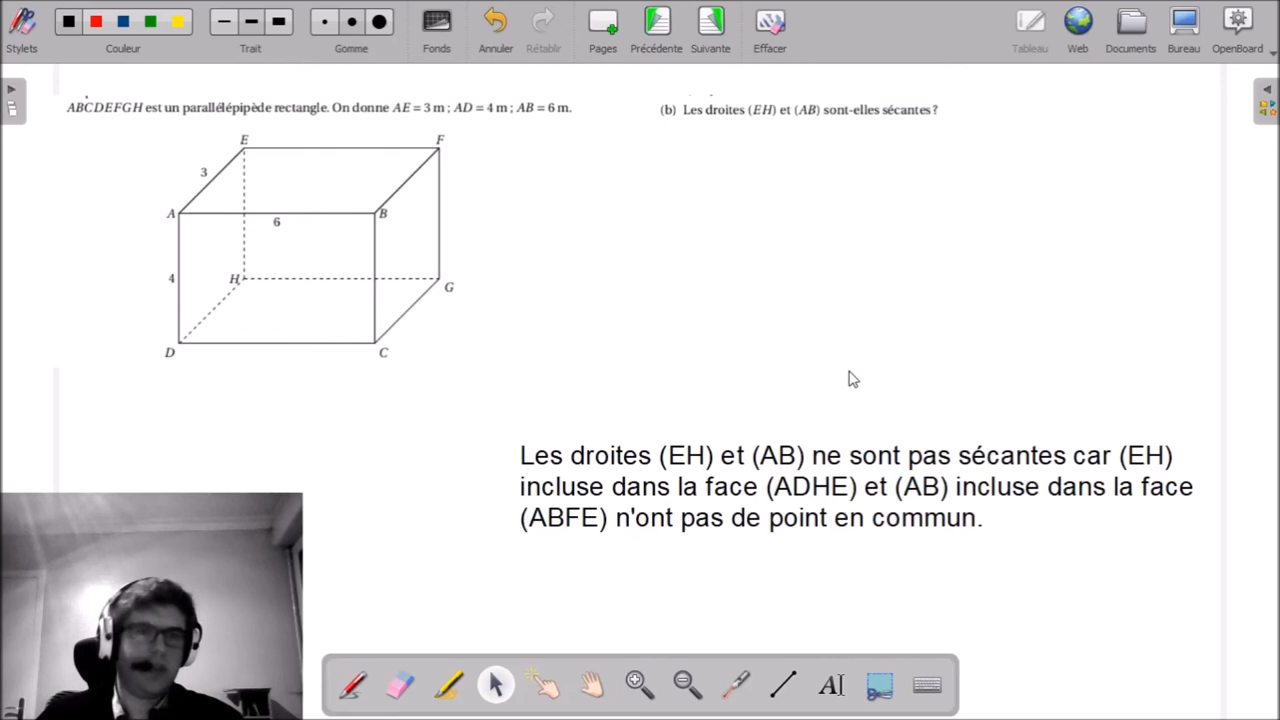 Stylets
Couleur
Trait
Gomme
Fonds
Annuler
Rétablir
Pages
Précédente
Suivante
Effacer
Tableau
Web
Documents
Bureau
OpenBoard
ABCDEFGH est un parallélépipède rectangle. On donne AE = 3 m ; AD = 4 m ; AB = 6 m.
(b) Les droites (EH) et (AB) sont-elles sécantes ?
E
F
3
A
B
6
4
H
G
D
C
Les droites (EH) et (AB) ne sont pas sécantes car (EH)
incluse dans la face (ADHE) et (AB) incluse dans la face
(ABFE) n'ont pas de point en commun.
AI